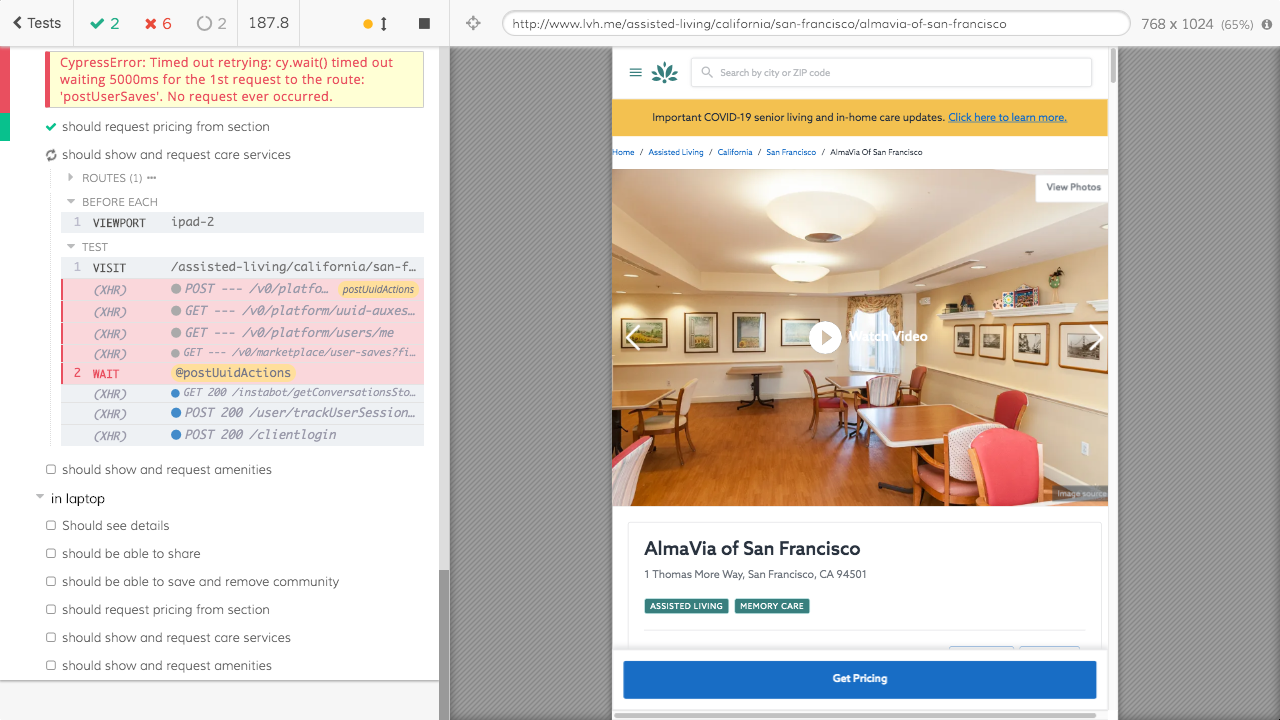 Tests
2
6
2
187.8
http://www.lvh.me/assisted-living/california/san-francisco/almavia-of-san-francisco
768 x 1024 (65%)
CypressError: Timed out retrying: cy.wait() timed out
waiting 5000ms for the 1st request to the route:
'postUserSaves'. No request ever occurred.
should request pricing from section
should show and request care services
ROUTES (1)
BEFORE EACH
1 VIEWPORT ipad-2
TEST
1 VISIT /assisted-living/california/san-f...
(XHR) POST --- /v0/platfo... postUuidActions
(XHR) GET --- /v0/platform/uuid-auxes...
(XHR) GET --- /v0/platform/users/me
(XHR) GET --- /v0/marketplace/user-saves?fi...
2 WAIT @postUuidActions
(XHR) GET 200 /instabot/getConversationsSto...
(XHR) POST 200 /user/trackUserSession...
(XHR) POST 200 /clientlogin
should show and request amenities
in laptop
Should see details
should be able to share
should be able to save and remove community
should request pricing from section
should show and request care services
should show and request amenities
Search by city or ZIP code
Important COVID-19 senior living and in-home care updates. Click here to learn more.
Home / Assisted Living / California / San Francisco / AlmaVia Of San Francisco
View Photos
Watch Video
Image source
AlmaVia of San Francisco
1 Thomas More Way, San Francisco, CA 94501
ASSISTED LIVING MEMORY CARE
Get Pricing